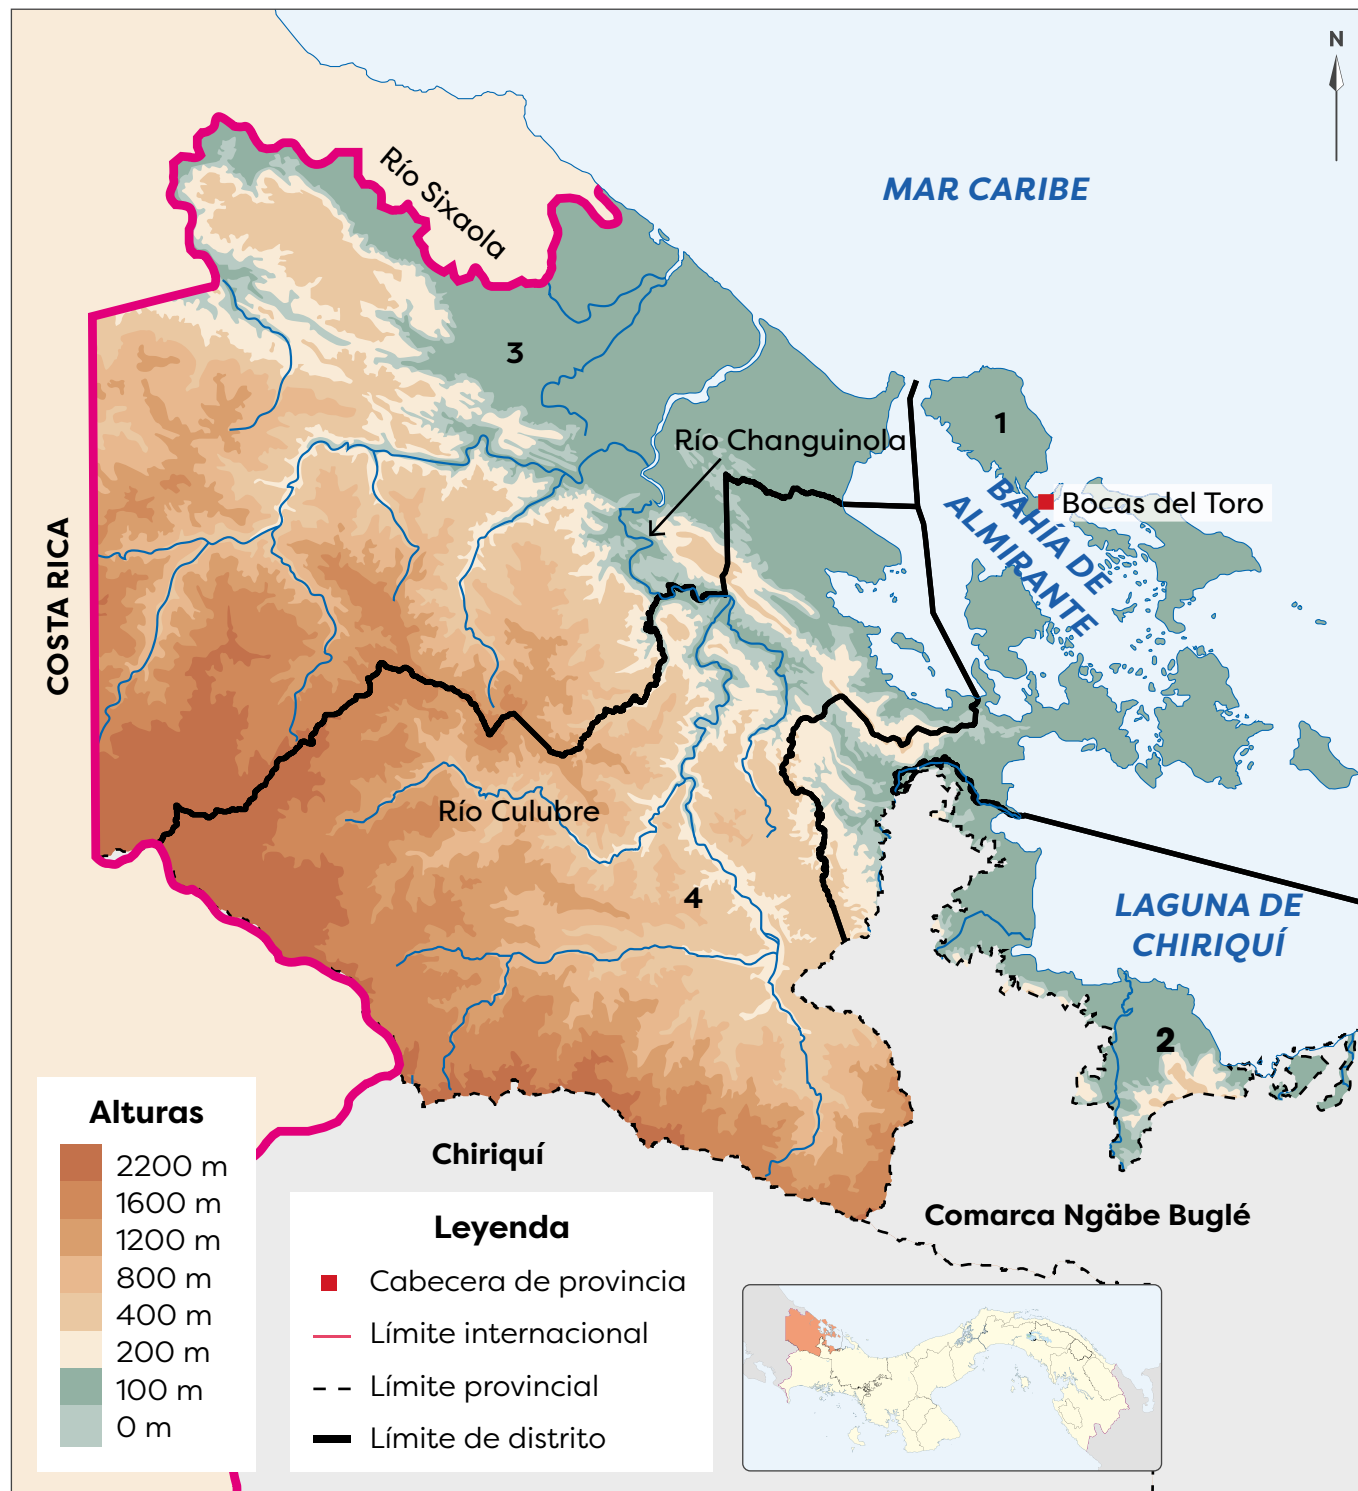 N
Río Sixaola
MAR CARIBE
3
1
Río Changuinola
Bocas del Toro
BAHÍA DE
ALMIRANTE
COSTA RICA
Río Culubre
4
LAGUNA DE
CHIRIQUÍ
2
Chiriquí
Comarca Ngäbe Buglé
Alturas
2200 m
1600 m
1200 m
800 m
400 m
200 m
100 m
0 m
Leyenda
Cabecera de provincia
Límite internacional
Límite provincial
Límite de distrito